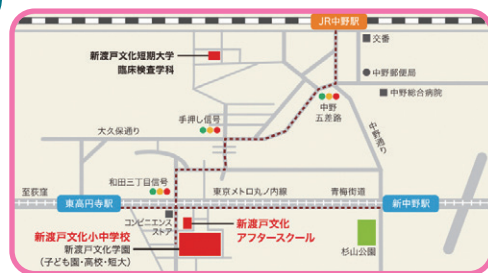 JR中野駅
交番
新渡戸文化短期大学
臨床検査学科
中野郵便局
中野総合病院
手押し信号
中野
五差路
大久保通り
中野通り
和田三丁目信号
至荻窪
東京メトロ丸ノ内線
青梅街道
東高円寺駅
新中野駅
コンビニエンス
ストア
新渡戸文化
アフタースクール
新渡戸文化小中学校
新渡戸文化学園
(子ども園・高校・短大)
杉山公園